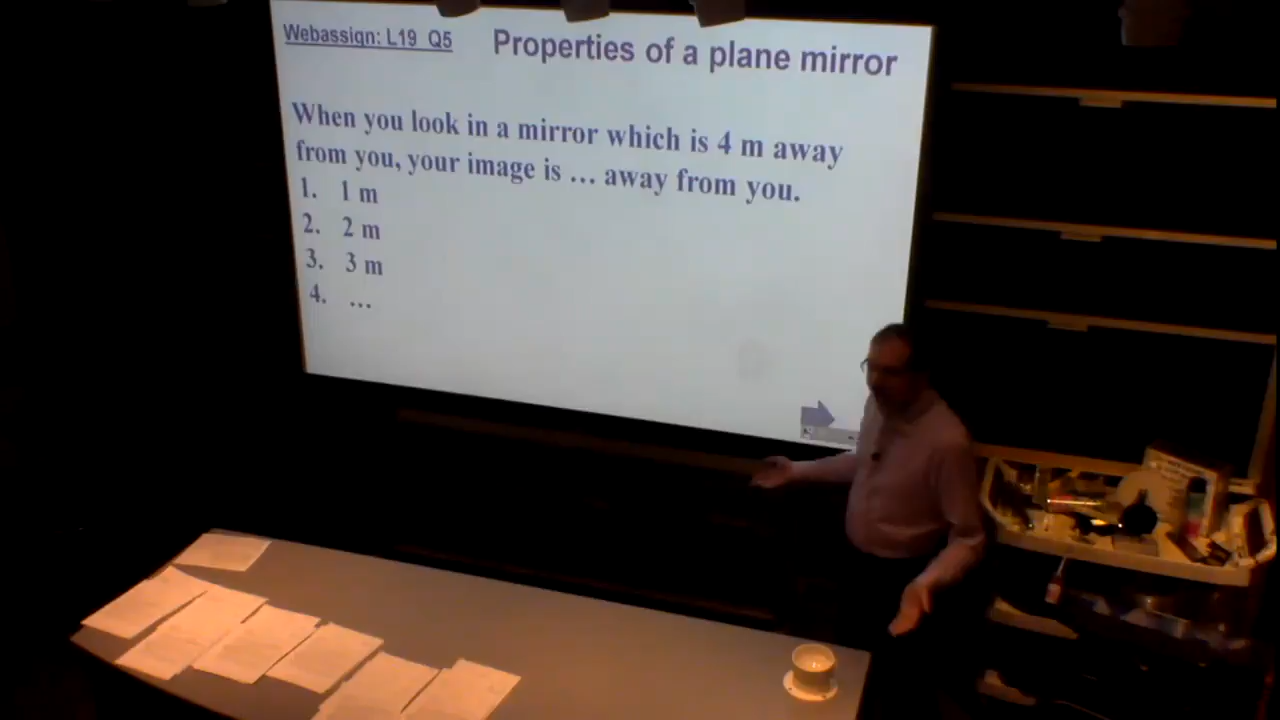 Webassign: L19 Q5
Properties of a plane mirror
When you look in a mirror which is 4 m away
from you, your image is ... away from you.
1. 1 m
2. 2 m
3. 3 m
4. ...